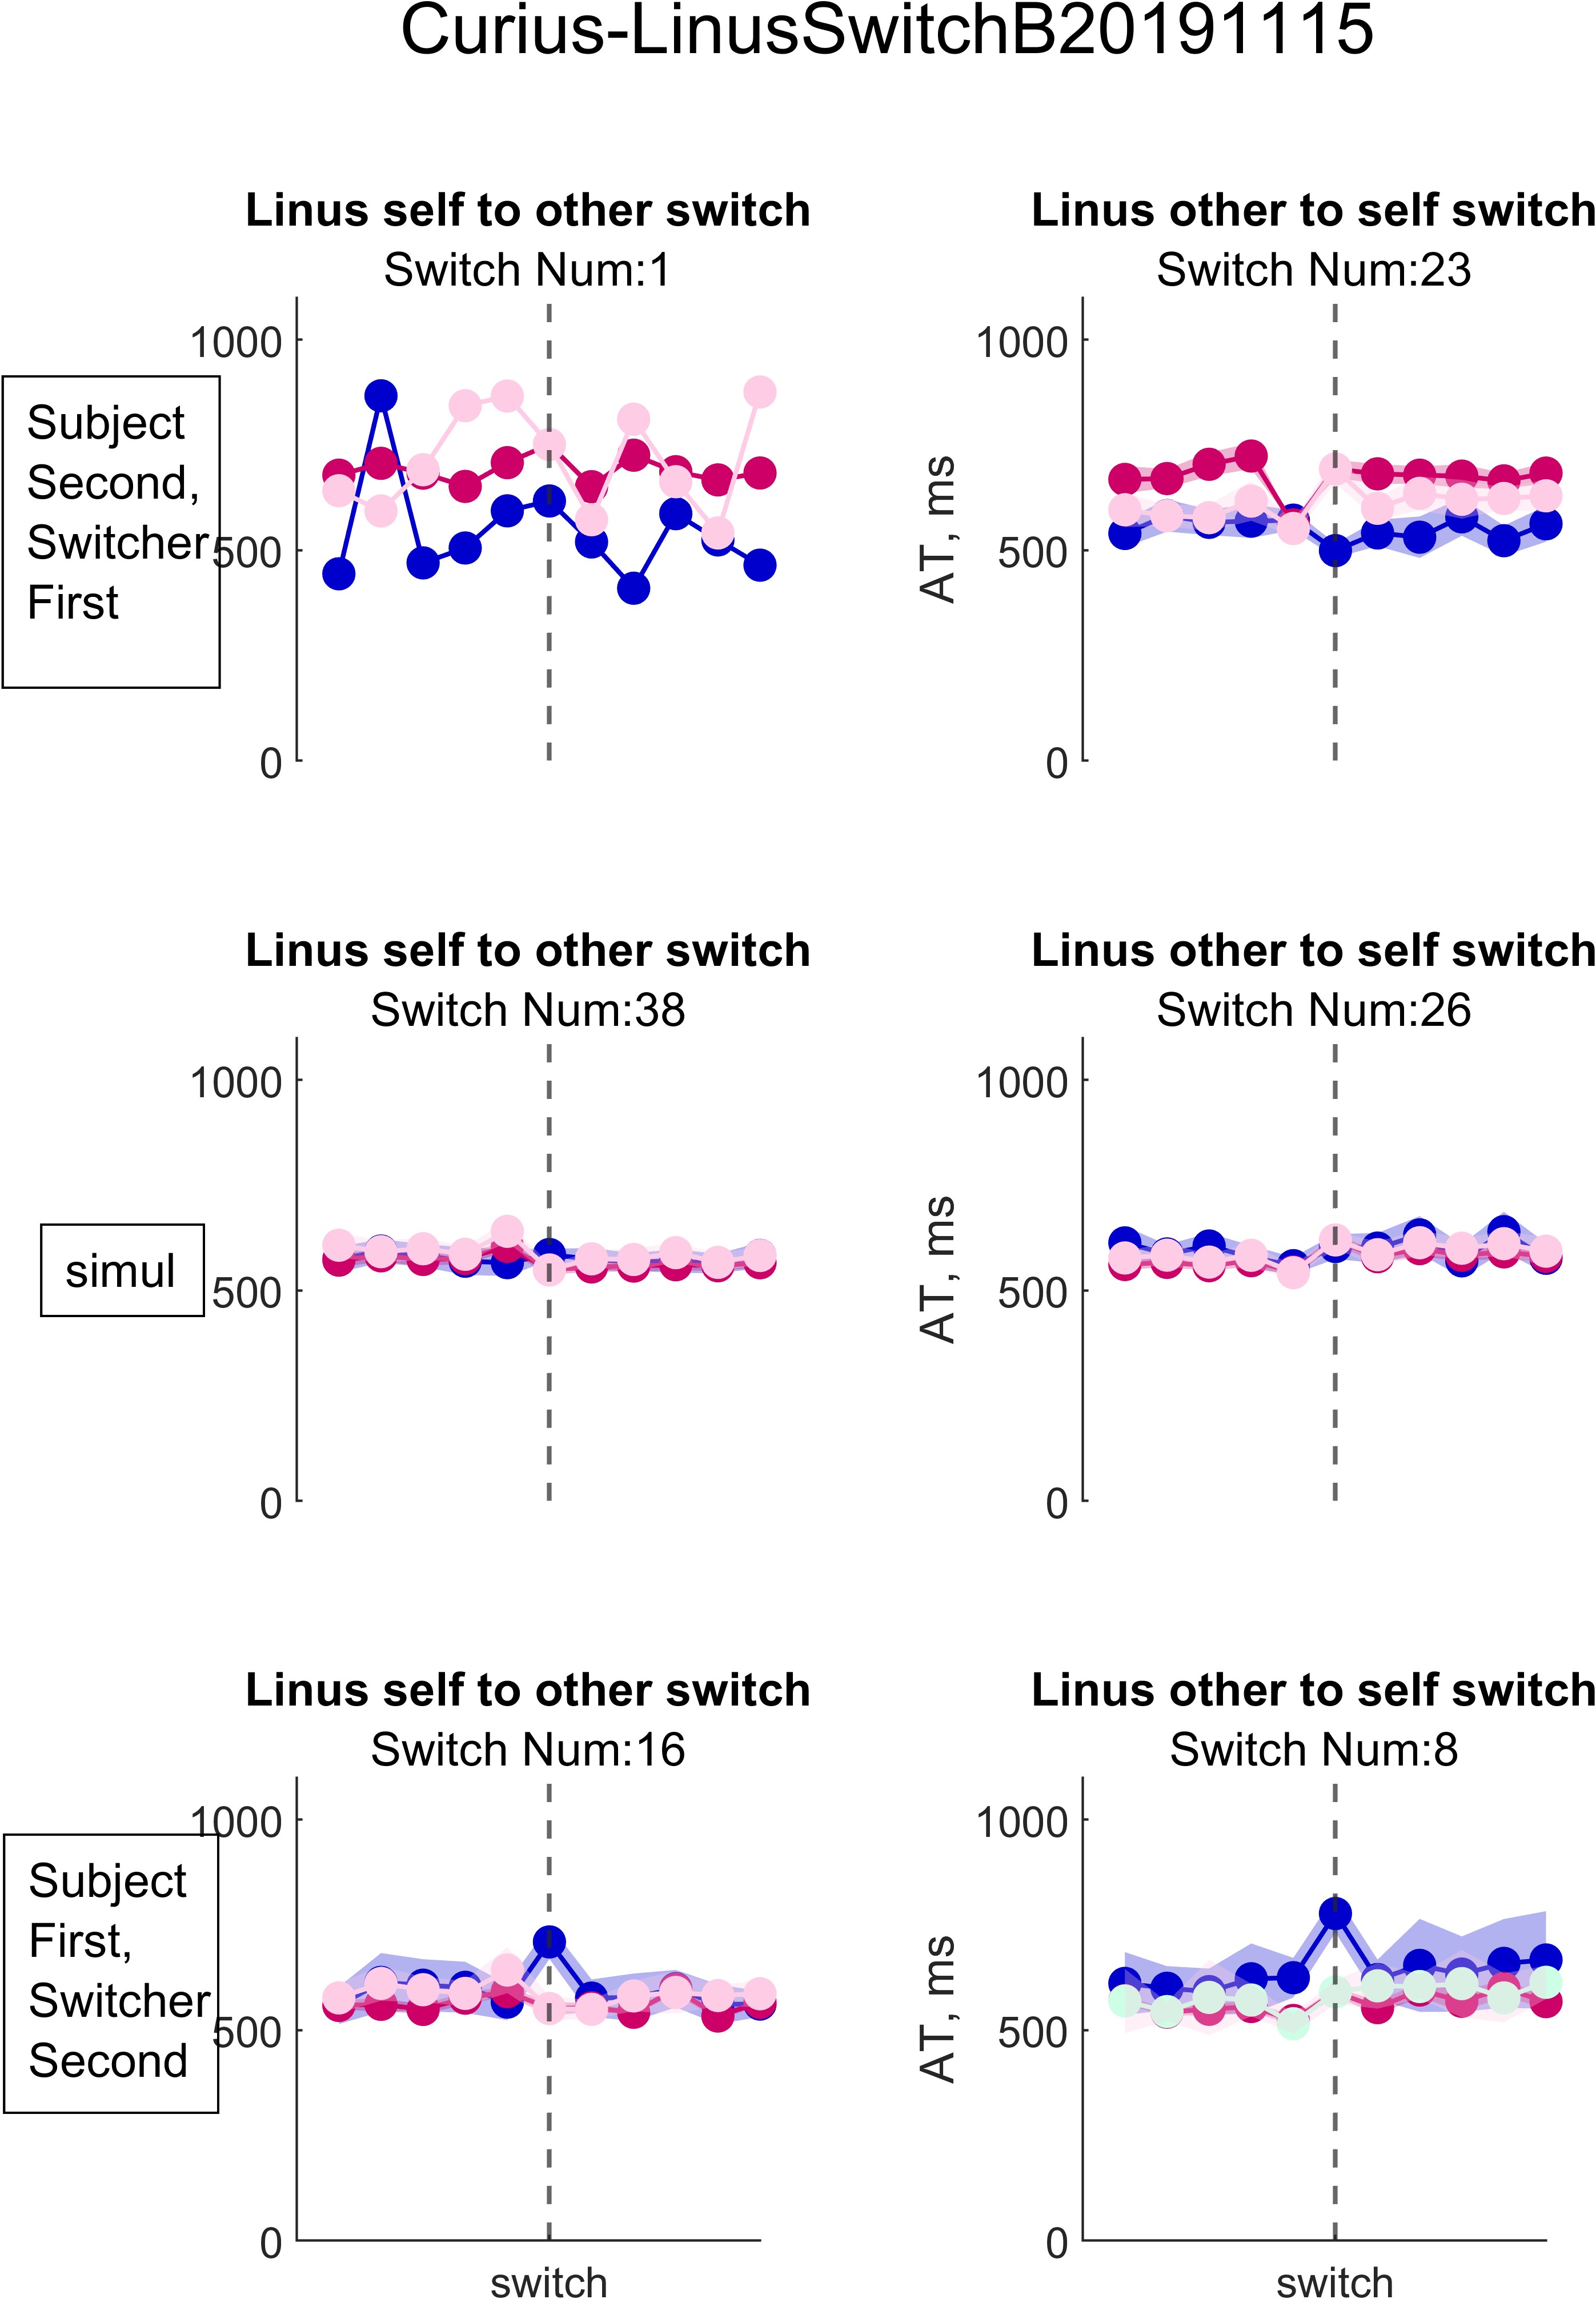 Curius-LinusSwitchB20191115
Linus self to other switch
Switch Num:1
Linus other to self switch
Switch Num:23
Subject
Second,
Switcher
First
1000
500
0
AT, ms
1000
500
0
Linus self to other switch
Switch Num:38
Linus other to self switch
Switch Num:26
simul
1000
500
0
AT, ms
1000
500
0
Linus self to other switch
Switch Num:16
Linus other to self switch
Switch Num:8
Subject
First,
Switcher
Second
1000
500
0
switch
AT, ms
1000
500
0
switch